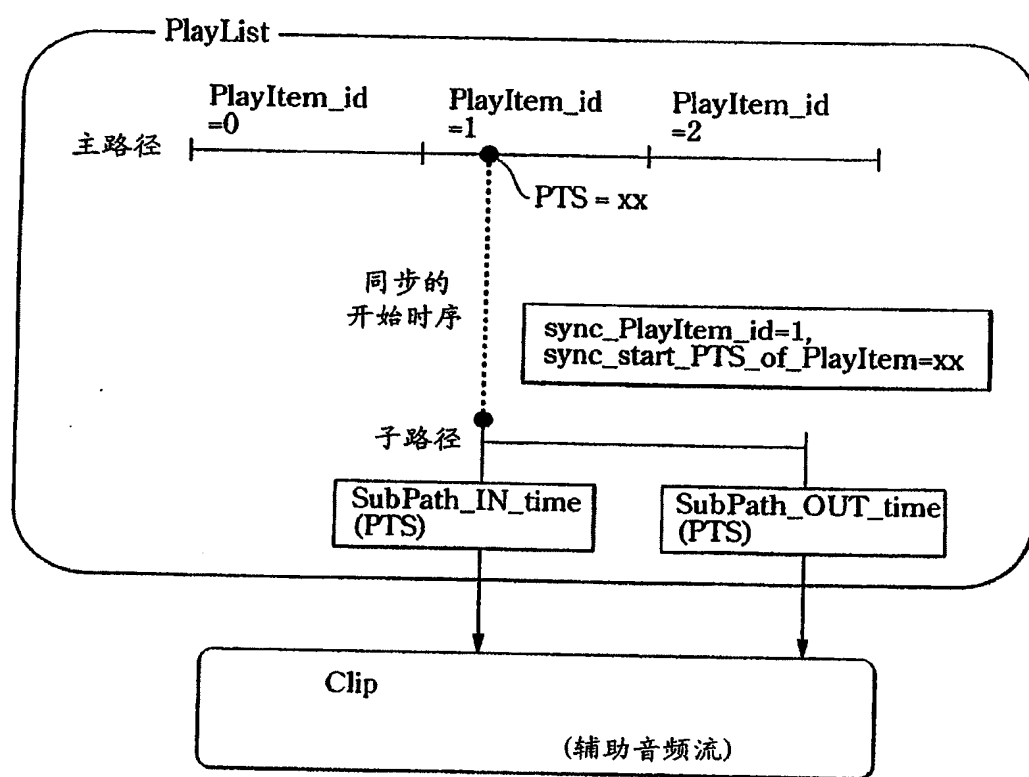 PlayList
PlayItem_id
=0
PlayItem_id
=1
PlayItem_id
=2
主路径
PTS = xx
同步的
开始时序
sync_PlayItem_id=1,
sync_start_PTS_of_PlayItem=xx
子路径
SubPath_IN_time
(PTS)
SubPath_OUT_time
(PTS)
Clip
(辅助音频流)